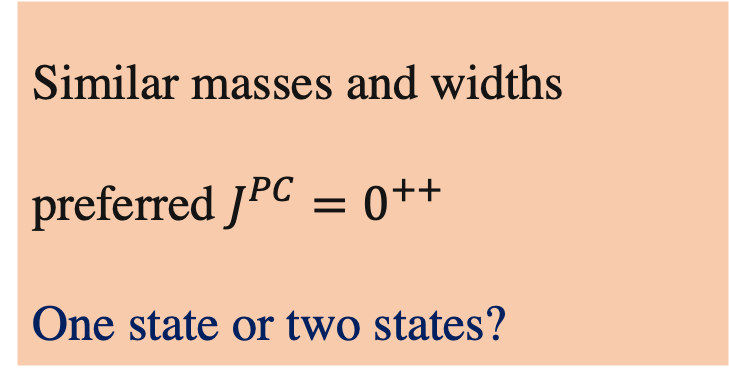 Similar masses and widths
preferred J^{PC} = 0^{++}
One state or two states?